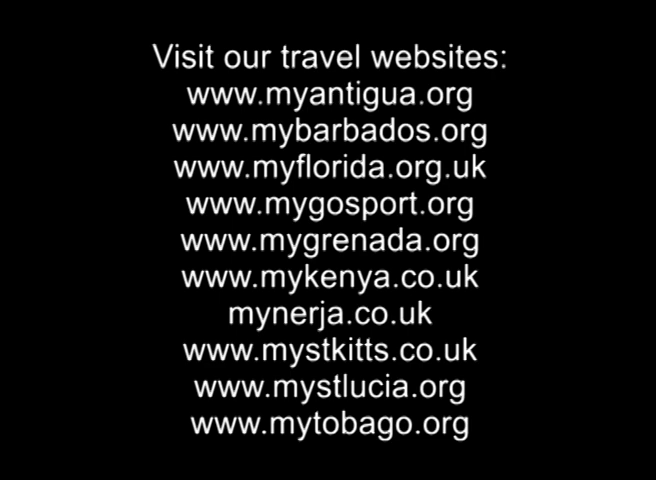 Visit our travel websites:
www.myantigua.org
www.mybarbados.org
www.myflorida.org.uk
www.mygosport.org
www.mygrenada.org
www.mykenya.co.uk
mynerja.co.uk
www.mystkitts.co.uk
www.mystlucia.org
www.mytobago.org